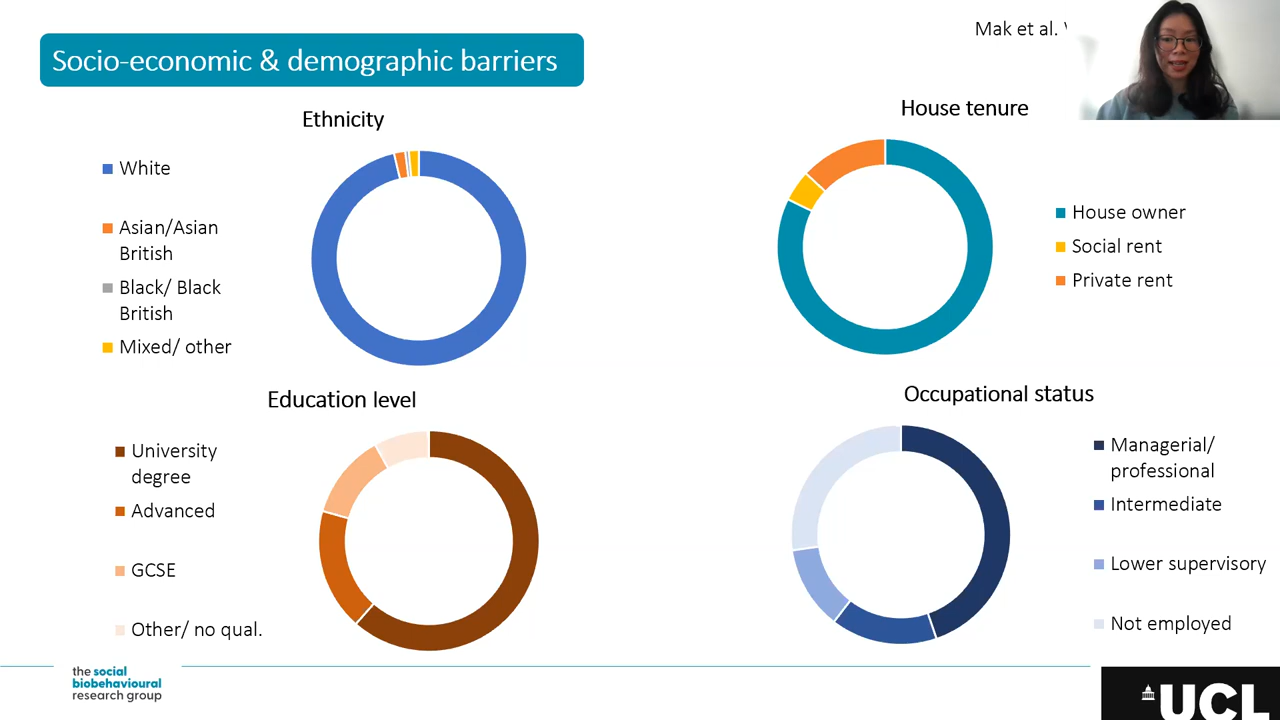 Mak et al.
Socio-economic & demographic barriers
Ethnicity
White
Asian/Asian
British
Black/ Black
British
Mixed/ other
House tenure
House owner
Social rent
Private rent
Education level
University
degree
Advanced
GCSE
Other/ no qual.
Occupational status
Managerial/
professional
Intermediate
Lower supervisory
Not employed
the social
biobehavioural
research group
UCL